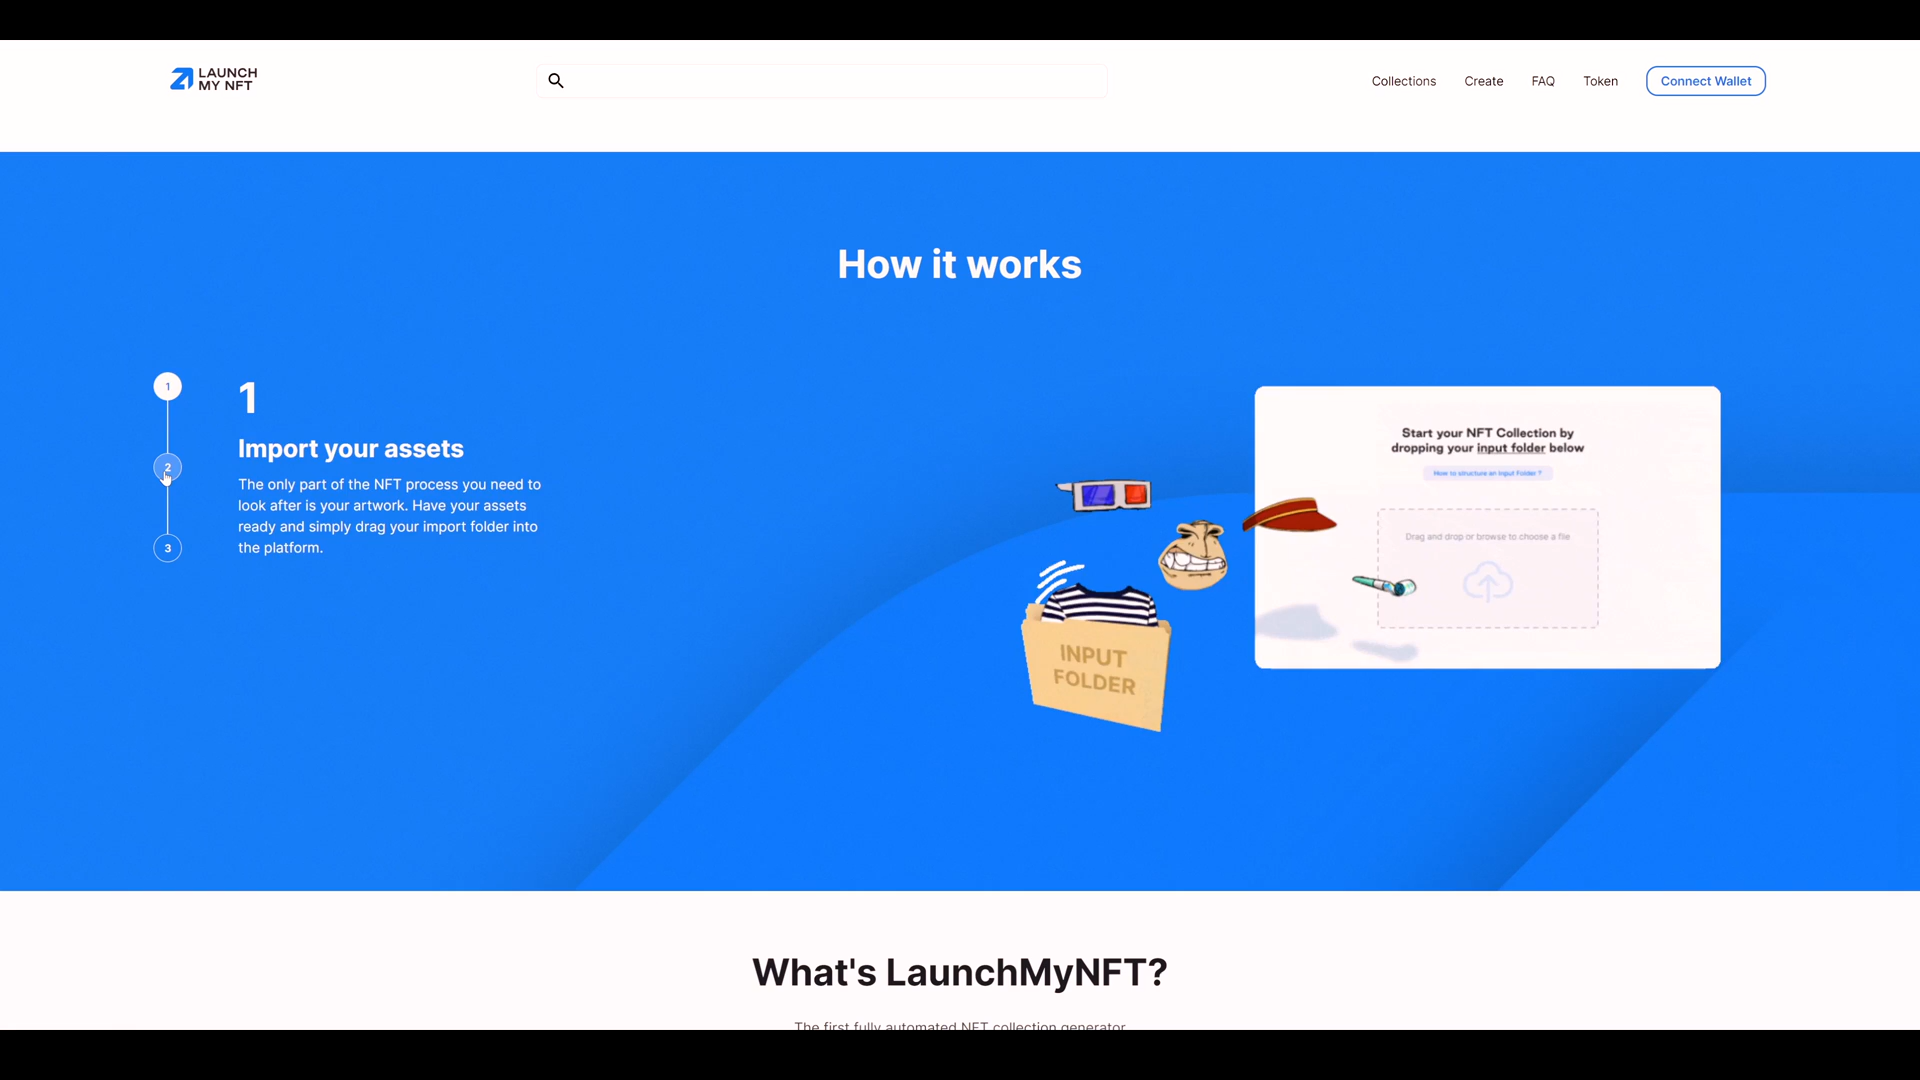 LAUNCH
MY NFT
Collections
Create
FAQ
Token
Connect Wallet
How it works
1
2
3
1
Import your assets
The only part of the NFT process you need to
look after is your artwork. Have your assets
ready and simply drag your import folder into
the platform.
Start your NFT Collection by
dropping your input folder below
How to structure an Input Folder ?
Drag and drop or browse to choose a file
INPUT
FOLDER
What's LaunchMyNFT?
The first fully automated NFT collection generator